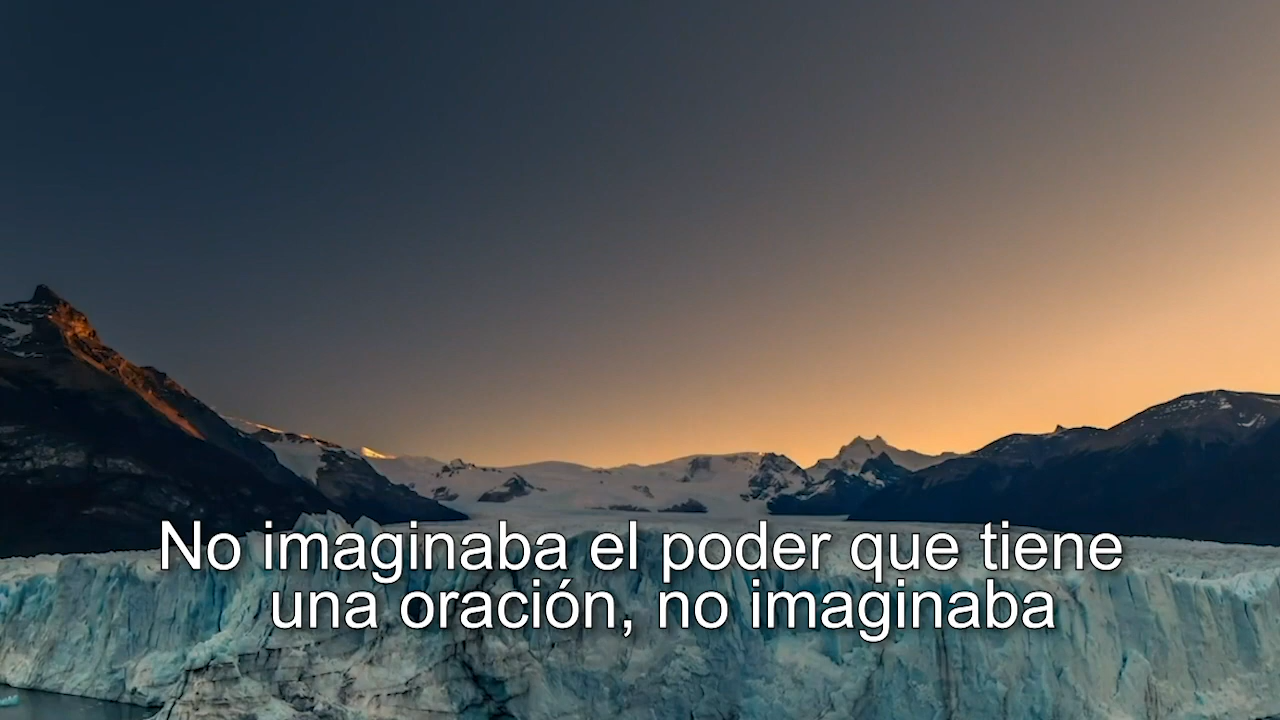 No imaginaba el poder que tiene
una oración, no imaginaba